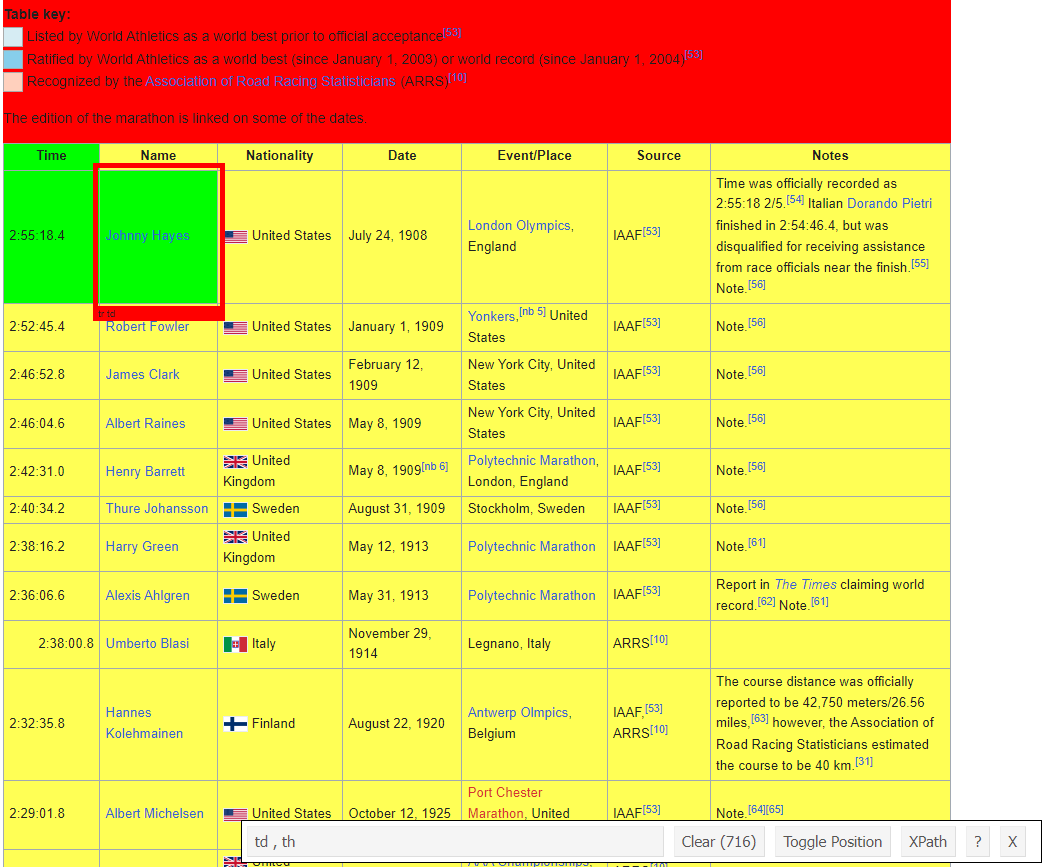 Table key:
Listed by World Athletics as a world best prior to official acceptance[53]
Ratified by World Athletics as a world best (since January 1, 2003) or world record (since January 1, 2004)[53]
Recognized by the Association of Road Racing Statisticians (ARRS)[10]
The edition of the marathon is linked on some of the dates.
Time Name Nationality Date Event/Place Source Notes
2:55:18.4 Johnny Hayes United States July 24, 1908 London Olympics, England IAAF[53] Time was officially recorded as
2:55:18 2/5.[54] Italian Dorando Pietri
finished in 2:54:46.4, but was
disqualified for receiving assistance
from race officials near the finish.[55]
Note.[56]
tr td
2:52:45.4 Robert Fowler United States January 1, 1909 Yonkers,[nb 5] United
States IAAF[53] Note.[56]
2:46:52.8 James Clark United States February 12,
1909 New York City, United
States IAAF[53] Note.[56]
2:46:04.6 Albert Raines United States May 8, 1909 New York City, United
States IAAF[53] Note.[56]
2:42:31.0 Henry Barrett United
Kingdom May 8, 1909[nb 6] Polytechnic Marathon,
London, England IAAF[53] Note.[56]
2:40:34.2 Thure Johansson Sweden August 31, 1909 Stockholm, Sweden IAAF[53] Note.[56]
2:38:16.2 Harry Green United
Kingdom May 12, 1913 Polytechnic Marathon IAAF[53] Note.[61]
2:36:06.6 Alexis Ahlgren Sweden May 31, 1913 Polytechnic Marathon IAAF[53] Report in The Times claiming world
record.[62] Note.[61]
2:38:00.8 Umberto Blasi Italy November 29,
1914 Legnano, Italy ARRS[10]
2:32:35.8 Hannes
Kolehmainen Finland August 22, 1920 Antwerp Olmpics,
Belgium IAAF,[53]
ARRS[10] The course distance was officially
reported to be 42,750 meters/26.56
miles,[63] however, the Association of
Road Racing Statisticians estimated
the course to be 40 km.[31]
2:29:01.8 Albert Michelsen United States October 12, 1925 Port Chester
Marathon, United IAAF[53] Note.[64][65]
td , th Clear (716) Toggle Position XPath ? X